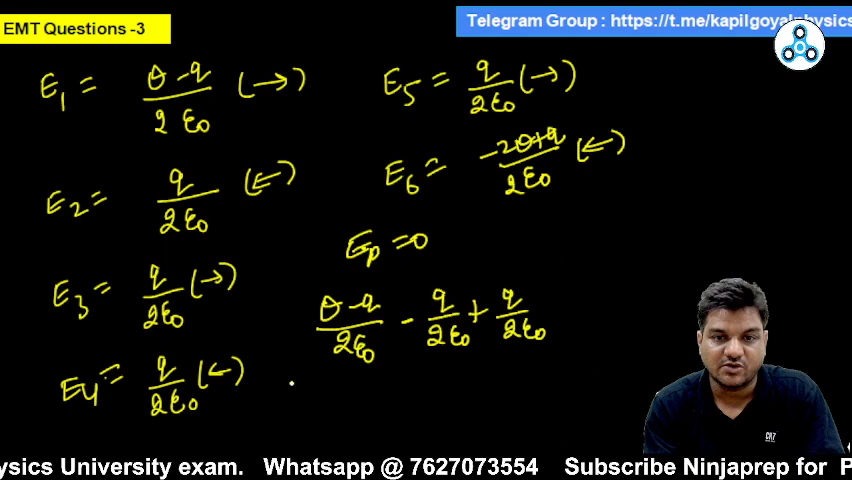 EMT Questions -3
Telegram Group : https://t.me/kapilgoyalphysics
E₁ = θ-q / 2ε₀ (→)
E₂ = q / 2ε₀ (←)
E₃ = q / 2ε₀ (→)
E₄ = q / 2ε₀ (←)
E₅ = q / 2ε₀ (→)
E₆ = -2θ+q / 2ε₀ (←)
Eₚ = 0
θ-q / 2ε₀ - q / 2ε₀ + q / 2ε₀
ysics University exam. Whatsapp @ 7627073554 Subscribe Ninjaprep for P